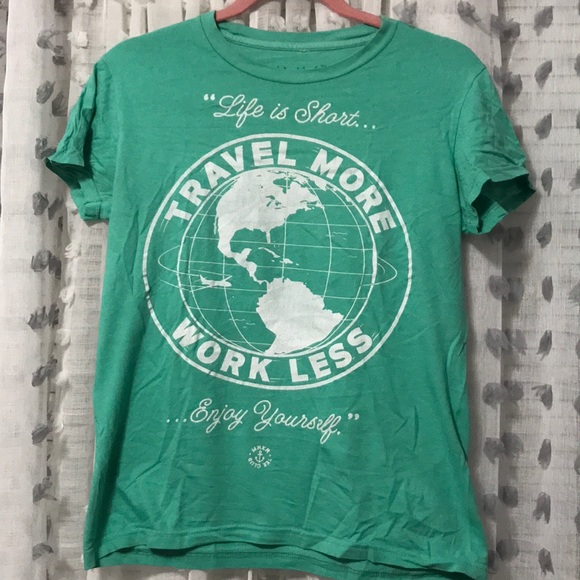 “Life is Short...
TRAVEL MORE
WORK LESS
...Enjoy Yourself.”